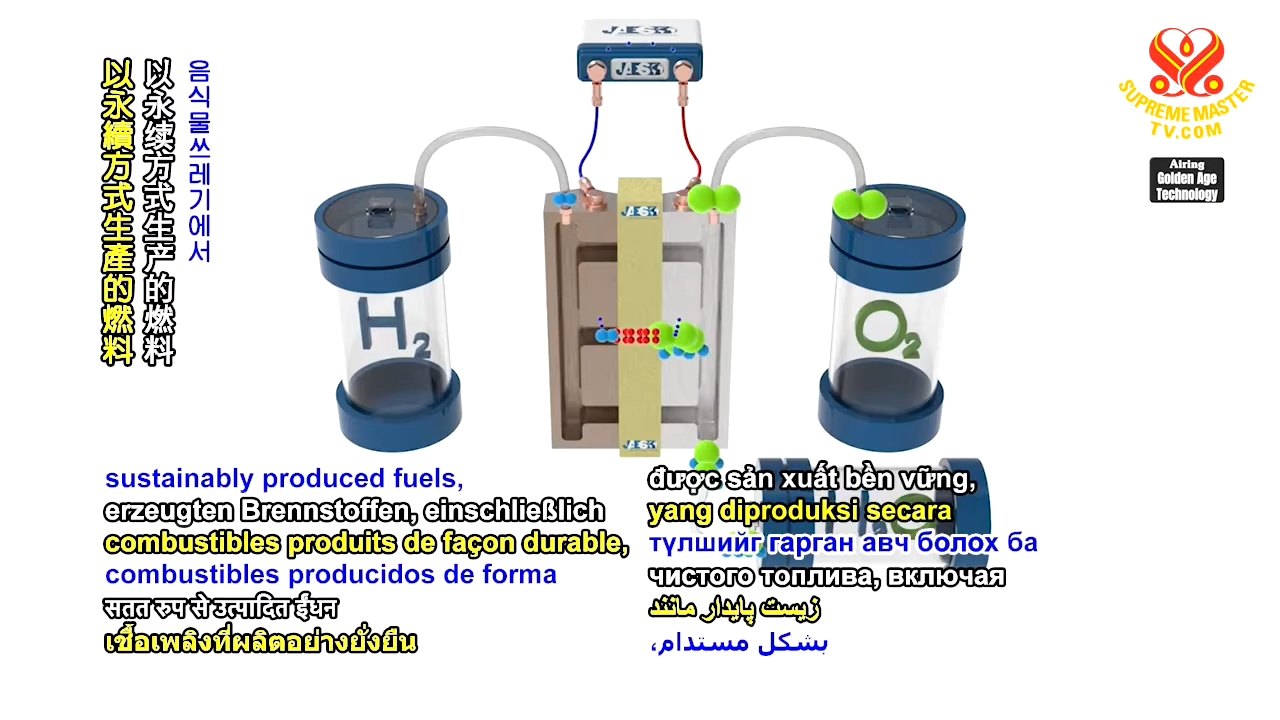 以永續方式生產的燃料
以永续方式生产的燃料
음식물쓰레기에서
JAESK
JAESK
JAESK
JAESK
H2
O2
SUPREME MASTER
TV.COM
Airing
Golden Age
Technology
sustainably produced fuels,
erzeugten Brennstoffen, einschließlich
combustibles produits de façon durable,
combustibles producidos de forma
सतत रुप से उत्पादित ईंधन
เชื้อเพลิงที่ผลิตอย่างยั่งยืน
được sản xuất bền vững,
yang diproduksi secara
түлшийг гарган авч болох ба
чистого топлива, включая
زیست پایدار مانند
بشكل مستدام،